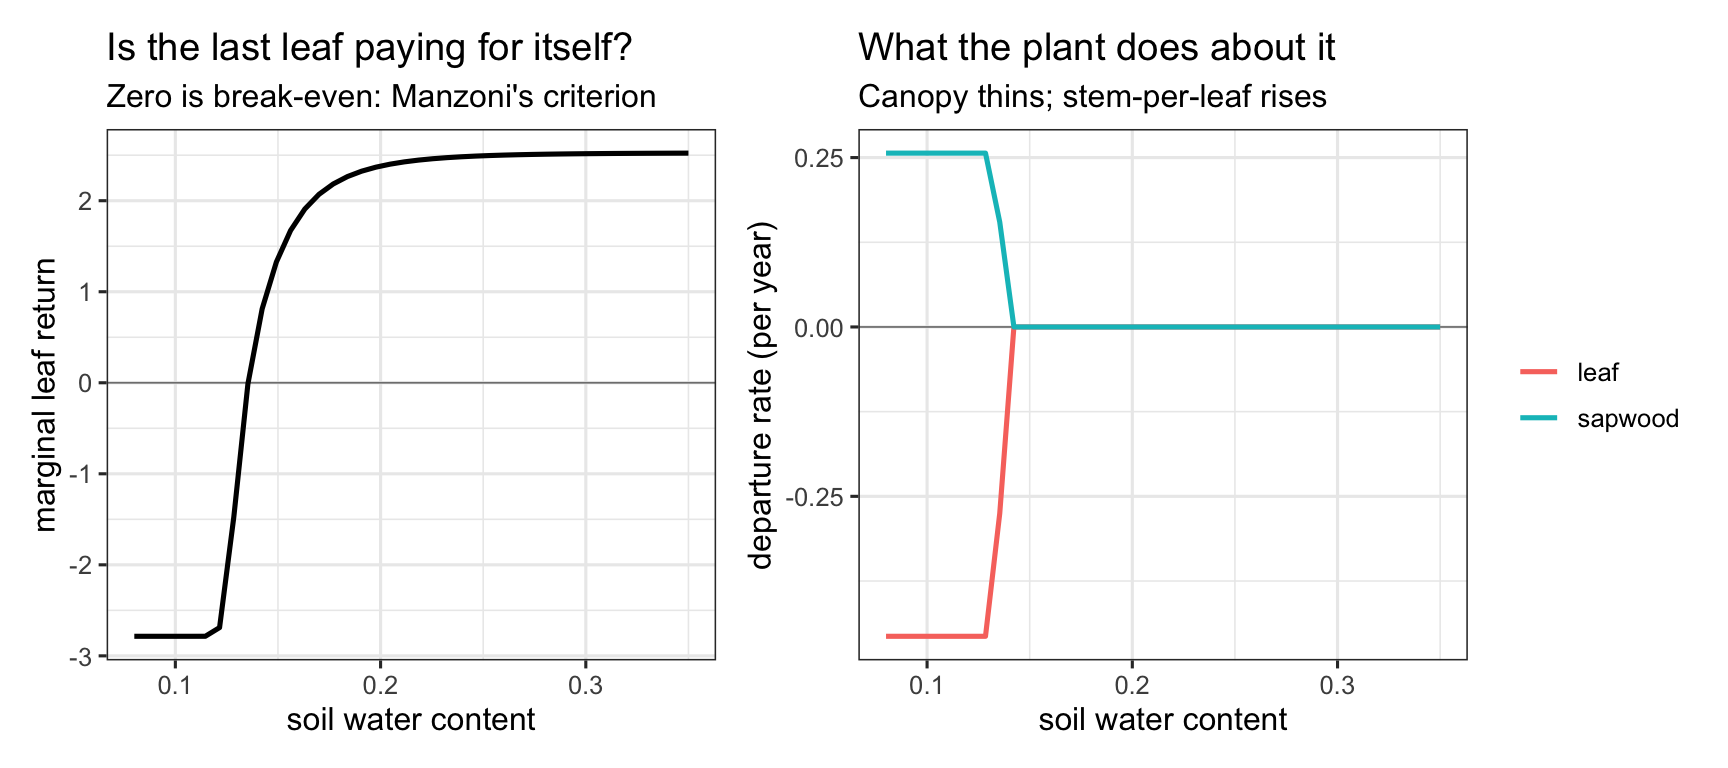 Is the last leaf paying for itself?
Zero is break-even: Manzoni's criterion
marginal leaf return
2
1
0
-1
-2
-3
0.1
0.2
0.3
soil water content
What the plant does about it
Canopy thins; stem-per-leaf rises
departure rate (per year)
0.25
0.00
-0.25
0.1
0.2
0.3
soil water content
leaf
sapwood